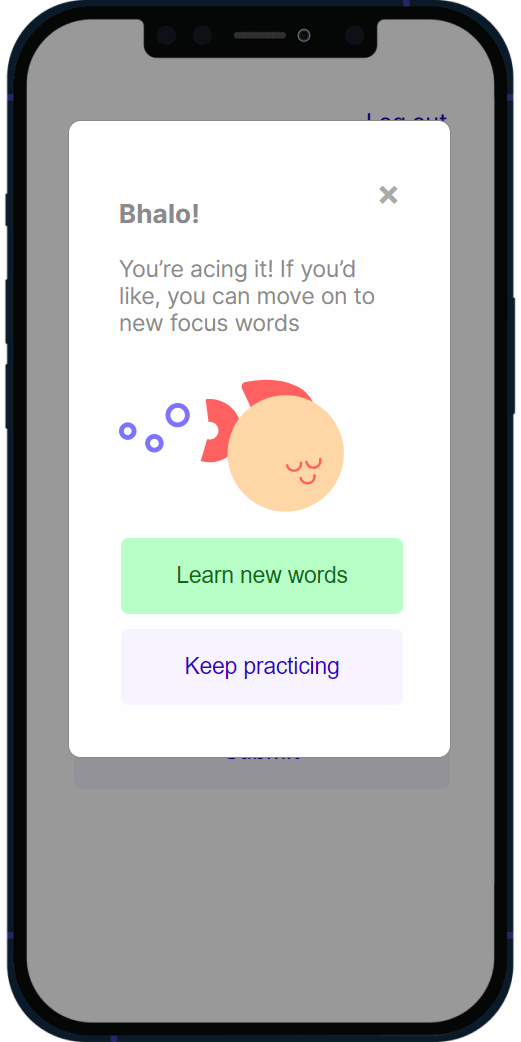 Log out
Bhalo!
You’re acing it! If you’d
like, you can move on to
new focus words
Learn new words
Keep practicing
Submit